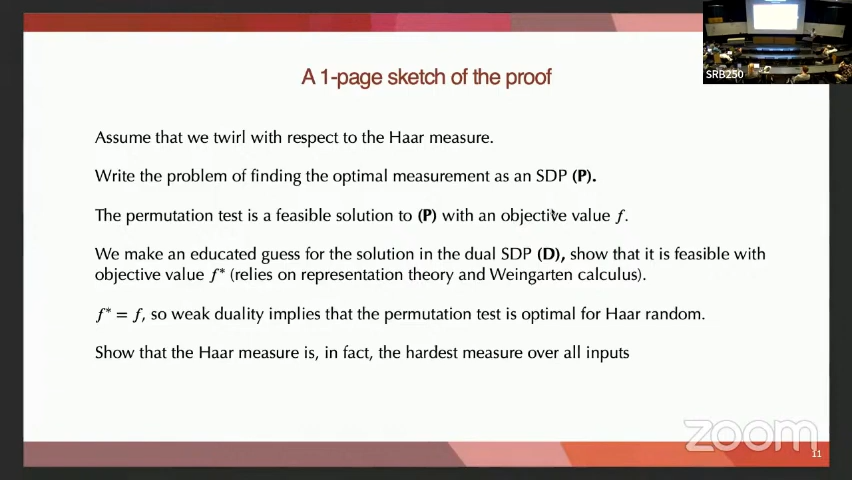 SRB250
A 1-page sketch of the proof
Assume that we twirl with respect to the Haar measure.
Write the problem of finding the optimal measurement as an SDP (P).
The permutation test is a feasible solution to (P) with an objective value f.
We make an educated guess for the solution in the dual SDP (D), show that it is feasible with
objective value f* (relies on representation theory and Weingarten calculus).
f* = f, so weak duality implies that the permutation test is optimal for Haar random.
Show that the Haar measure is, in fact, the hardest measure over all inputs
zoom
11